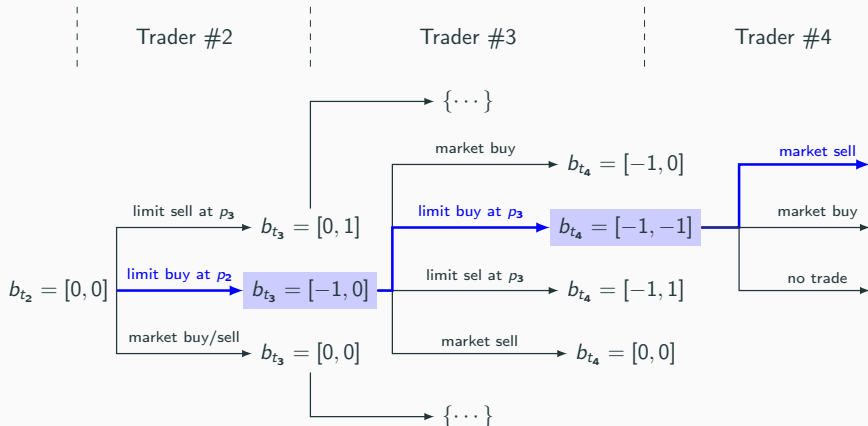 Trader #2 Trader #3 Trader #4
{· · ·}
market buy b_{t_4} = [−1, 0] market sell
limit sell at p_3 b_{t_3} = [0, 1] limit buy at p_3 b_{t_4} = [−1, −1] market buy
b_{t_2} = [0, 0] limit buy at p_2 b_{t_3} = [−1, 0] limit sel at p_3 b_{t_4} = [−1, 1] no trade
market buy/sell b_{t_3} = [0, 0] market sell b_{t_4} = [0, 0]
{· · ·}